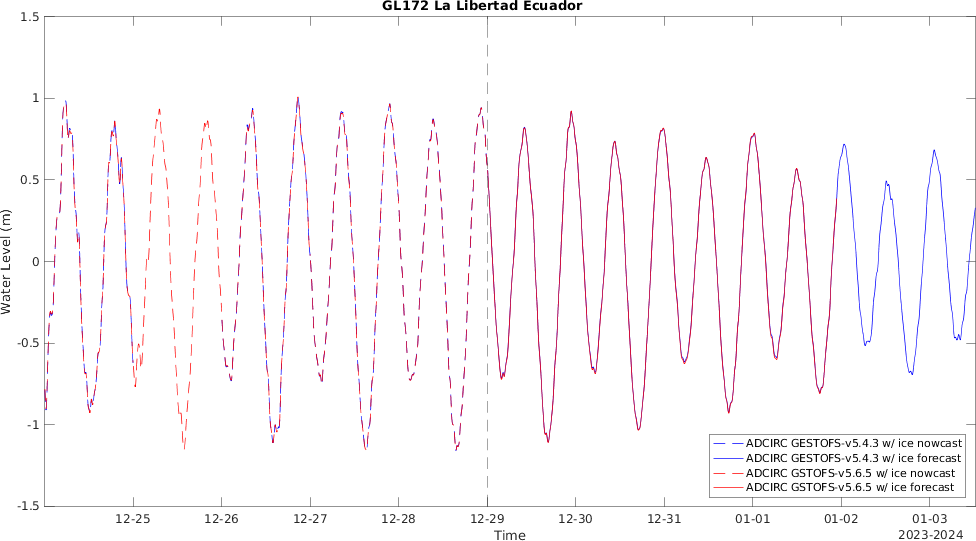 GL172 La Libertad Ecuador
1.5
1
0.5
0
-0.5
-1
-1.5
Water Level (m)
ADCIRC GESTOFS-v5.4.3 w/ ice nowcast
ADCIRC GESTOFS-v5.4.3 w/ ice forecast
ADCIRC GSTOFS-v5.6.5 w/ ice nowcast
ADCIRC GSTOFS-v5.6.5 w/ ice forecast
12-25 12-26 12-27 12-28 12-29 12-30 12-31 01-01 01-02 01-03
Time
2023-2024